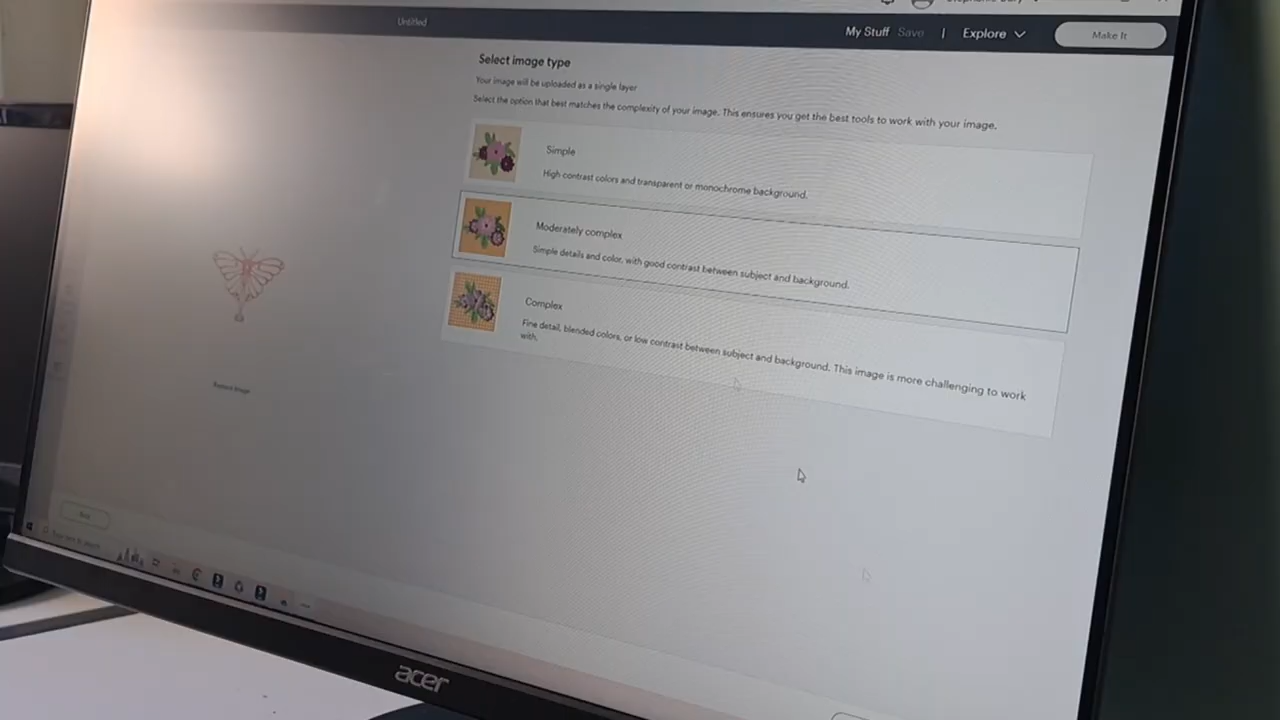 Untitled
My Stuff Save | Explore
Make It
Select image type
Your image will be uploaded as a single layer
Select the option that best matches the complexity of your image. This ensures you get the best tools to work with your image.
Simple
High contrast colors and transparent or monochrome background.
Moderately complex
Simple details and color, with good contrast between subject and background.
Complex
Fine detail, blended colors, or low contrast between subject and background. This image is more challenging to work
with.
Replace Image
acer